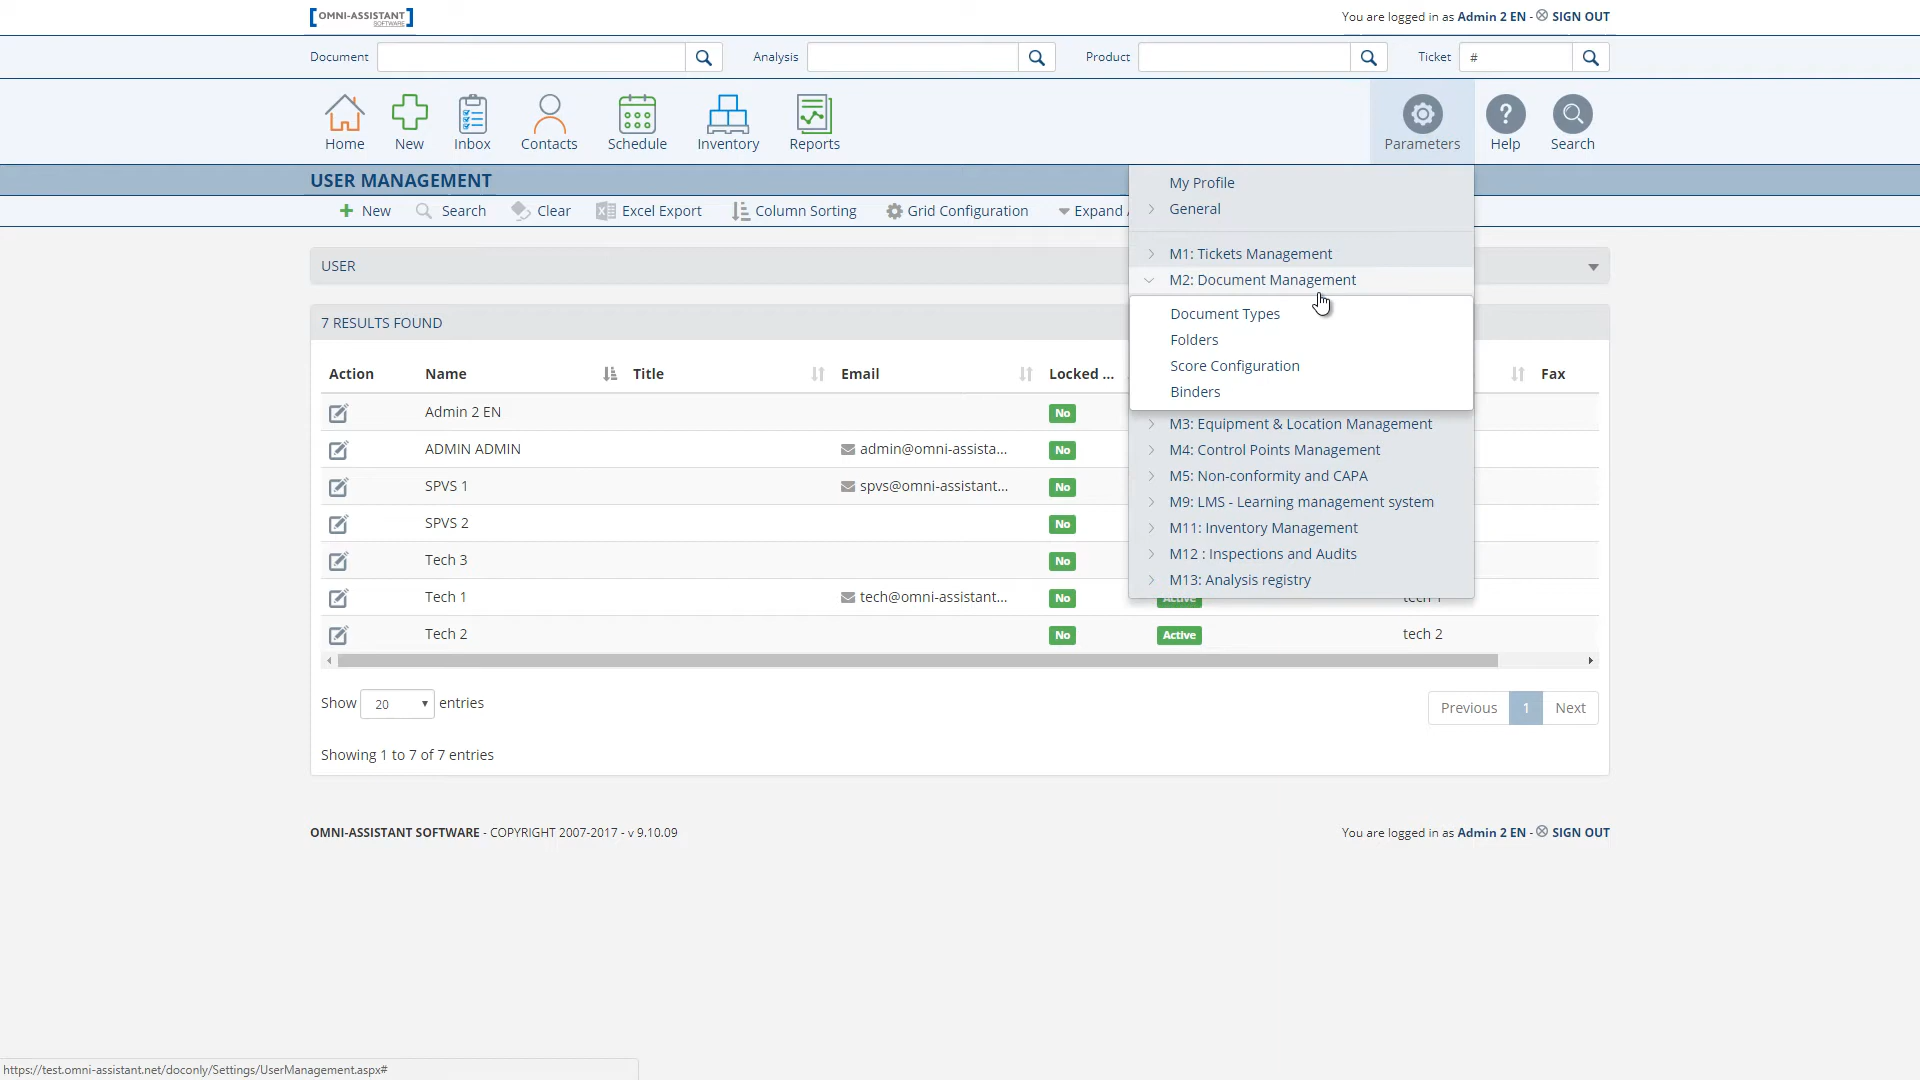 OMNI-ASSISTANT
SOFTWARE
You are logged in as Admin 2 EN - SIGN OUT
Document
Analysis
Product
Ticket
#
Home
New
Inbox
Contacts
Schedule
Inventory
Reports
Parameters
Help
Search
USER MANAGEMENT
New
Search
Clear
Excel Export
Column Sorting
Grid Configuration
Expand
My Profile
General
M1: Tickets Management
M2: Document Management
Document Types
Folders
Score Configuration
Binders
M3: Equipment & Location Management
M4: Control Points Management
M5: Non-conformity and CAPA
M9: LMS - Learning management system
M11: Inventory Management
M12 : Inspections and Audits
M13: Analysis registry
USER
7 RESULTS FOUND
Action Name Title Email Locked ... Fax
Admin 2 EN No
ADMIN ADMIN admin@omni-assista... No
SPVS 1 spvs@omni-assistant... No
SPVS 2 No
Tech 3 No
Tech 1 tech@omni-assistant... No Active tech 1
Tech 2 No Active tech 2
Show 20 entries
Previous 1 Next
Showing 1 to 7 of 7 entries
OMNI-ASSISTANT SOFTWARE - COPYRIGHT 2007-2017 - v 9.10.09
You are logged in as Admin 2 EN - SIGN OUT
https://test.omni-assistant.net/doconly/Settings/UserManagement.aspx#